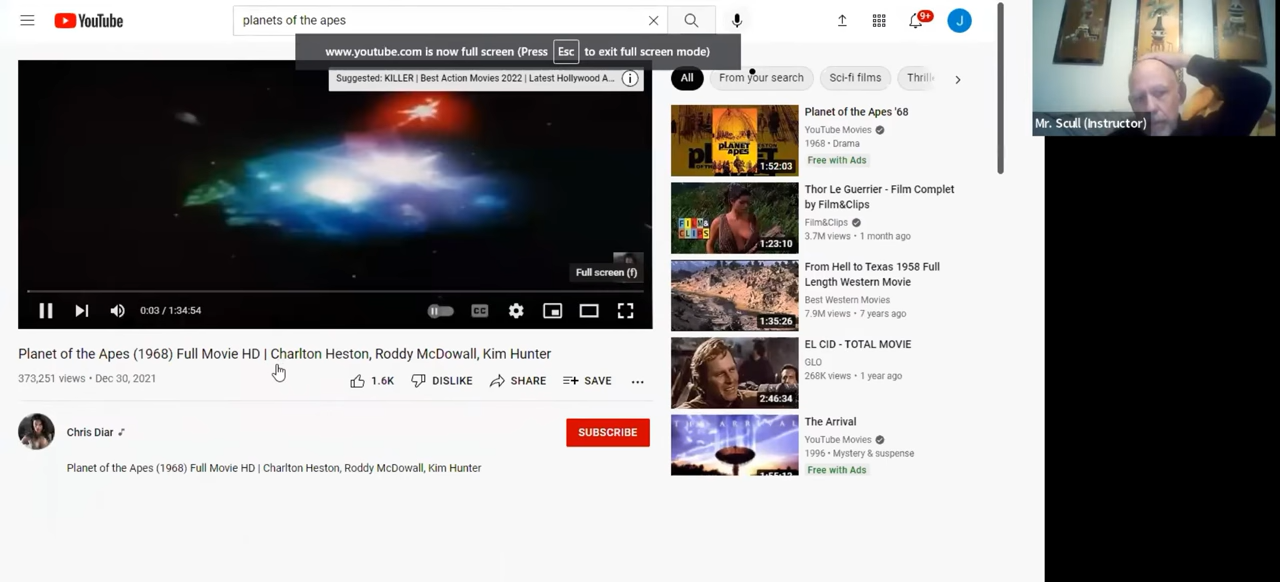 YouTube
planets of the apes
9+
J
www.youtube.com is now full screen (Press Esc to exit full screen mode)
Suggested: KILLER | Best Action Movies 2022 | Latest Hollywood A...
Full screen (f)
0:03 / 1:34:54
CC
Planet of the Apes (1968) Full Movie HD | Charlton Heston, Roddy McDowall, Kim Hunter
373,251 views • Dec 30, 2021
1.6K DISLIKE SHARE SAVE
Chris Diar
SUBSCRIBE
Planet of the Apes (1968) Full Movie HD | Charlton Heston, Roddy McDowall, Kim Hunter
All From your search Sci-fi films Thrill
PLANET APES
1:52:03
Planet of the Apes '68
YouTube Movies
1968 • Drama
Free with Ads
FILM& CLIPS
1:23:10
Thor Le Guerrier - Film Complet
by Film&Clips
Film&Clips
3.7M views • 1 month ago
1:35:26
From Hell to Texas 1958 Full
Length Western Movie
Best Western Movies
7.9M views • 7 years ago
2:46:34
EL CID - TOTAL MOVIE
GLO
268K views • 1 year ago
The Arrival
YouTube Movies
1996 • Mystery & suspense
Free with Ads
Mr. Scull (Instructor)